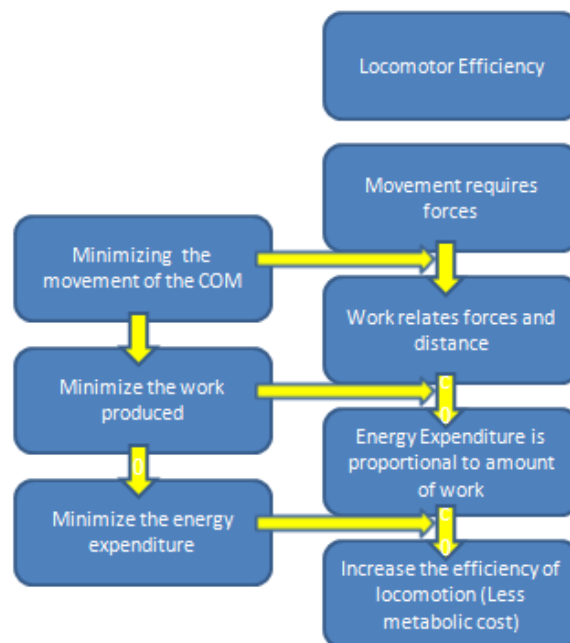 Locomotor Efficiency
Movement requires
forces
Minimizing the
movement of the COM
Work relates forces and
distance
Minimize the work
produced
Energy Expenditure is
proportional to amount
of work
Minimize the energy
expenditure
Increase the efficiency of
locomotion (Less
metabolic cost)